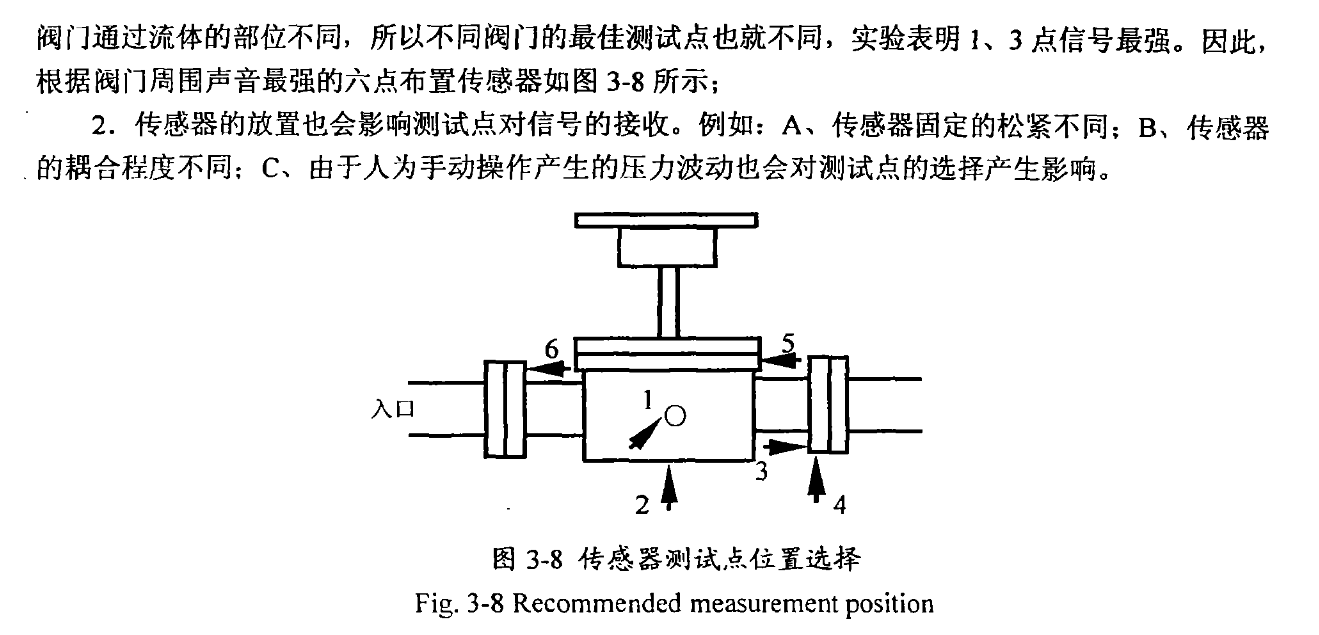 阀门通过流体的部位不同，所以不同阀门的最佳测试点也就不同，实验表明 1、3 点信号最强。因此，
根据阀门周围声音最强的六点布置传感器如图 3-8 所示；
2．传感器的放置也会影响测试点对信号的接收。例如：A、传感器固定的松紧不同；B、传感器
的耦合程度不同；C、由于人为手动操作产生的压力波动也会对测试点的选择产生影响。
6
5
入口
1
3
2
4
图 3-8 传感器测试点位置选择
Fig. 3-8 Recommended measurement position